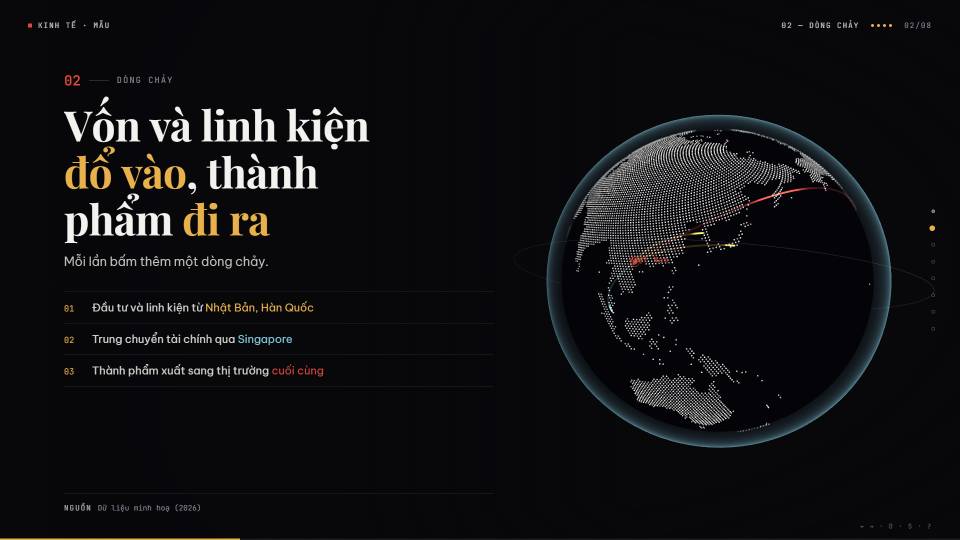 KINH TẾ · MẪU
02 — DÒNG CHẢY 02/08
02 — DÒNG CHẢY
Vốn và linh kiện
đổ vào, thành
phẩm đi ra
Mỗi lần bấm thêm một dòng chảy.
01 Đầu tư và linh kiện từ Nhật Bản, Hàn Quốc
02 Trung chuyển tài chính qua Singapore
03 Thành phẩm xuất sang thị trường cuối cùng
NGUỒN Dữ liệu minh hoạ (2026)